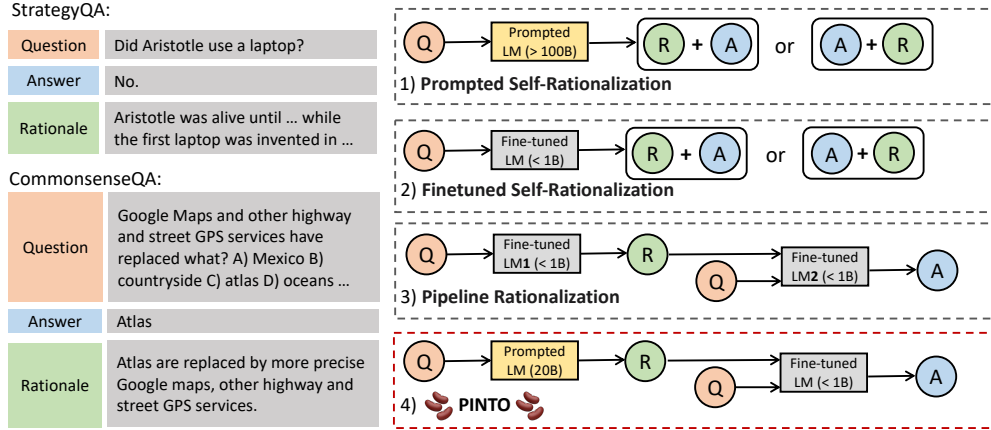 StrategyQA:
Question
Did Aristotle use a laptop?
Answer
No.
Rationale
Aristotle was alive until ... while
the first laptop was invented in ...
CommonsenseQA:
Question
Google Maps and other highway
and street GPS services have
replaced what? A) Mexico B)
countryside C) atlas D) oceans ...
Answer
Atlas
Rationale
Atlas are replaced by more precise
Google maps, other highway and
street GPS services.
Q
Prompted
LM (> 100B)
R + A or A + R
1) Prompted Self-Rationalization
Q
Fine-tuned
LM (< 1B)
R + A or A + R
2) Finetuned Self-Rationalization
Q
Fine-tuned
LM1 (< 1B)
R
Q
Fine-tuned
LM2 (< 1B)
A
3) Pipeline Rationalization
Q
Prompted
LM (20B)
R
Q
Fine-tuned
LM (< 1B)
A
4) PINTO